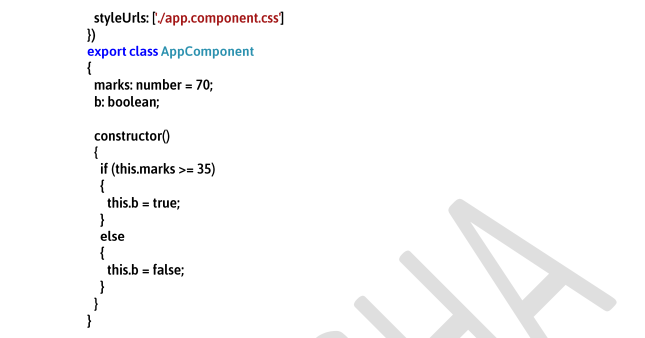 styleUrls: ['./app.component.css']
})
export class AppComponent
{
marks: number = 70;
b: boolean;
constructor()
{
if (this.marks >= 35)
{
this.b = true;
}
else
{
this.b = false;
}
}
}